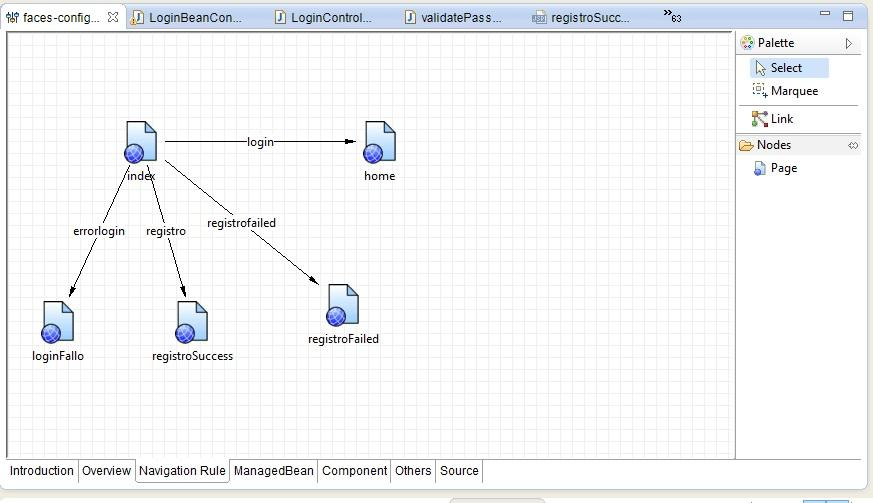 faces-config...
LoginBeanCon...
LoginControl...
validatePass...
registroSucc...
»63
Palette
Select
Marquee
Link
Nodes
Page
login
index
home
errorlogin
registro
registrofailed
loginFallo
registroSuccess
registroFailed
Introduction
Overview
Navigation Rule
ManagedBean
Component
Others
Source